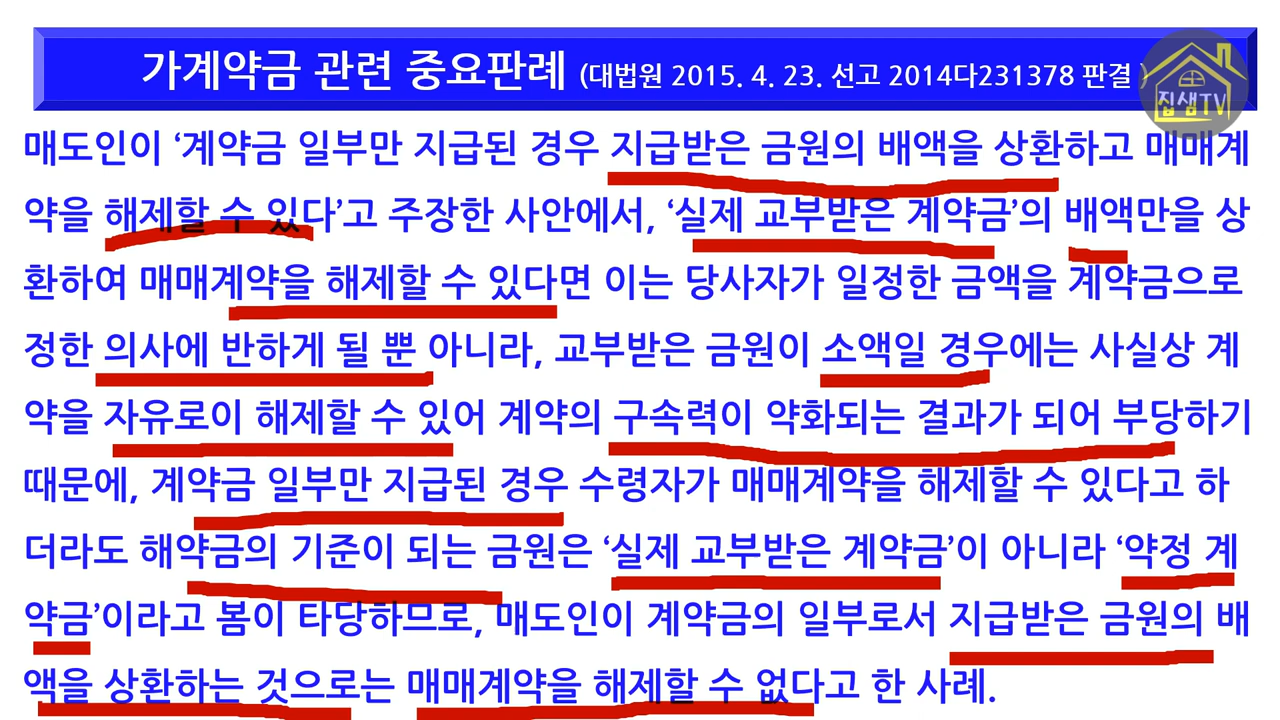 가계약금 관련 중요판례 (대법원 2015. 4. 23. 선고 2014다231378 판결 )
집샘TV
매도인이 ‘계약금 일부만 지급된 경우 지급받은 금원의 배액을 상환하고 매매계
약을 해제할 수 있다’고 주장한 사안에서, ‘실제 교부받은 계약금’의 배액만을 상
환하여 매매계약을 해제할 수 있다면 이는 당사자가 일정한 금액을 계약금으로
정한 의사에 반하게 될 뿐 아니라, 교부받은 금원이 소액일 경우에는 사실상 계
약을 자유로이 해제할 수 있어 계약의 구속력이 약화되는 결과가 되어 부당하기
때문에, 계약금 일부만 지급된 경우 수령자가 매매계약을 해제할 수 있다고 하
더라도 해약금의 기준이 되는 금원은 ‘실제 교부받은 계약금’이 아니라 ‘약정 계
약금’이라고 봄이 타당하므로, 매도인이 계약금의 일부로서 지급받은 금원의 배
액을 상환하는 것으로는 매매계약을 해제할 수 없다고 한 사례.